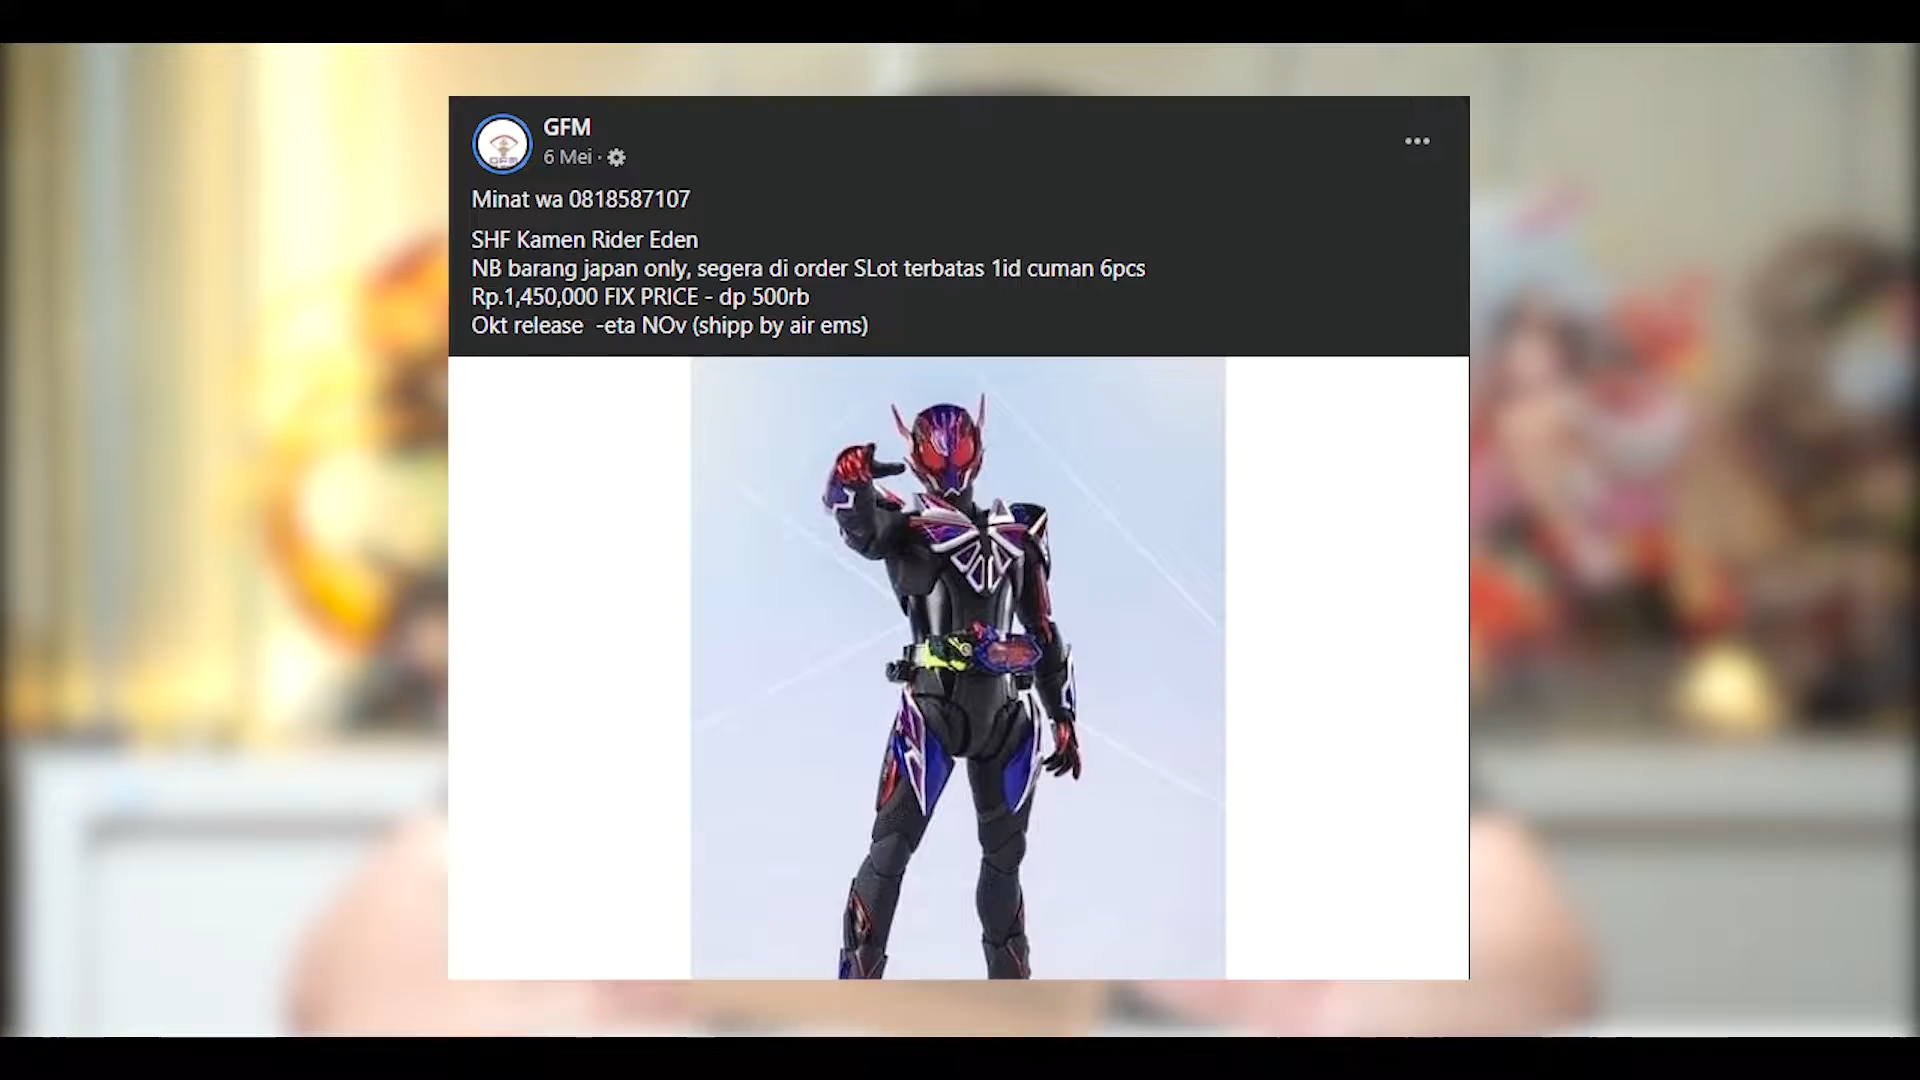 GFM
6 Mei ·
Minat wa 0818587107
SHF Kamen Rider Eden
NB barang japan only, segera di order SLot terbatas 1id cuman 6pcs
Rp.1,450,000 FIX PRICE - dp 500rb
Okt release -eta NOv (shipp by air ems)